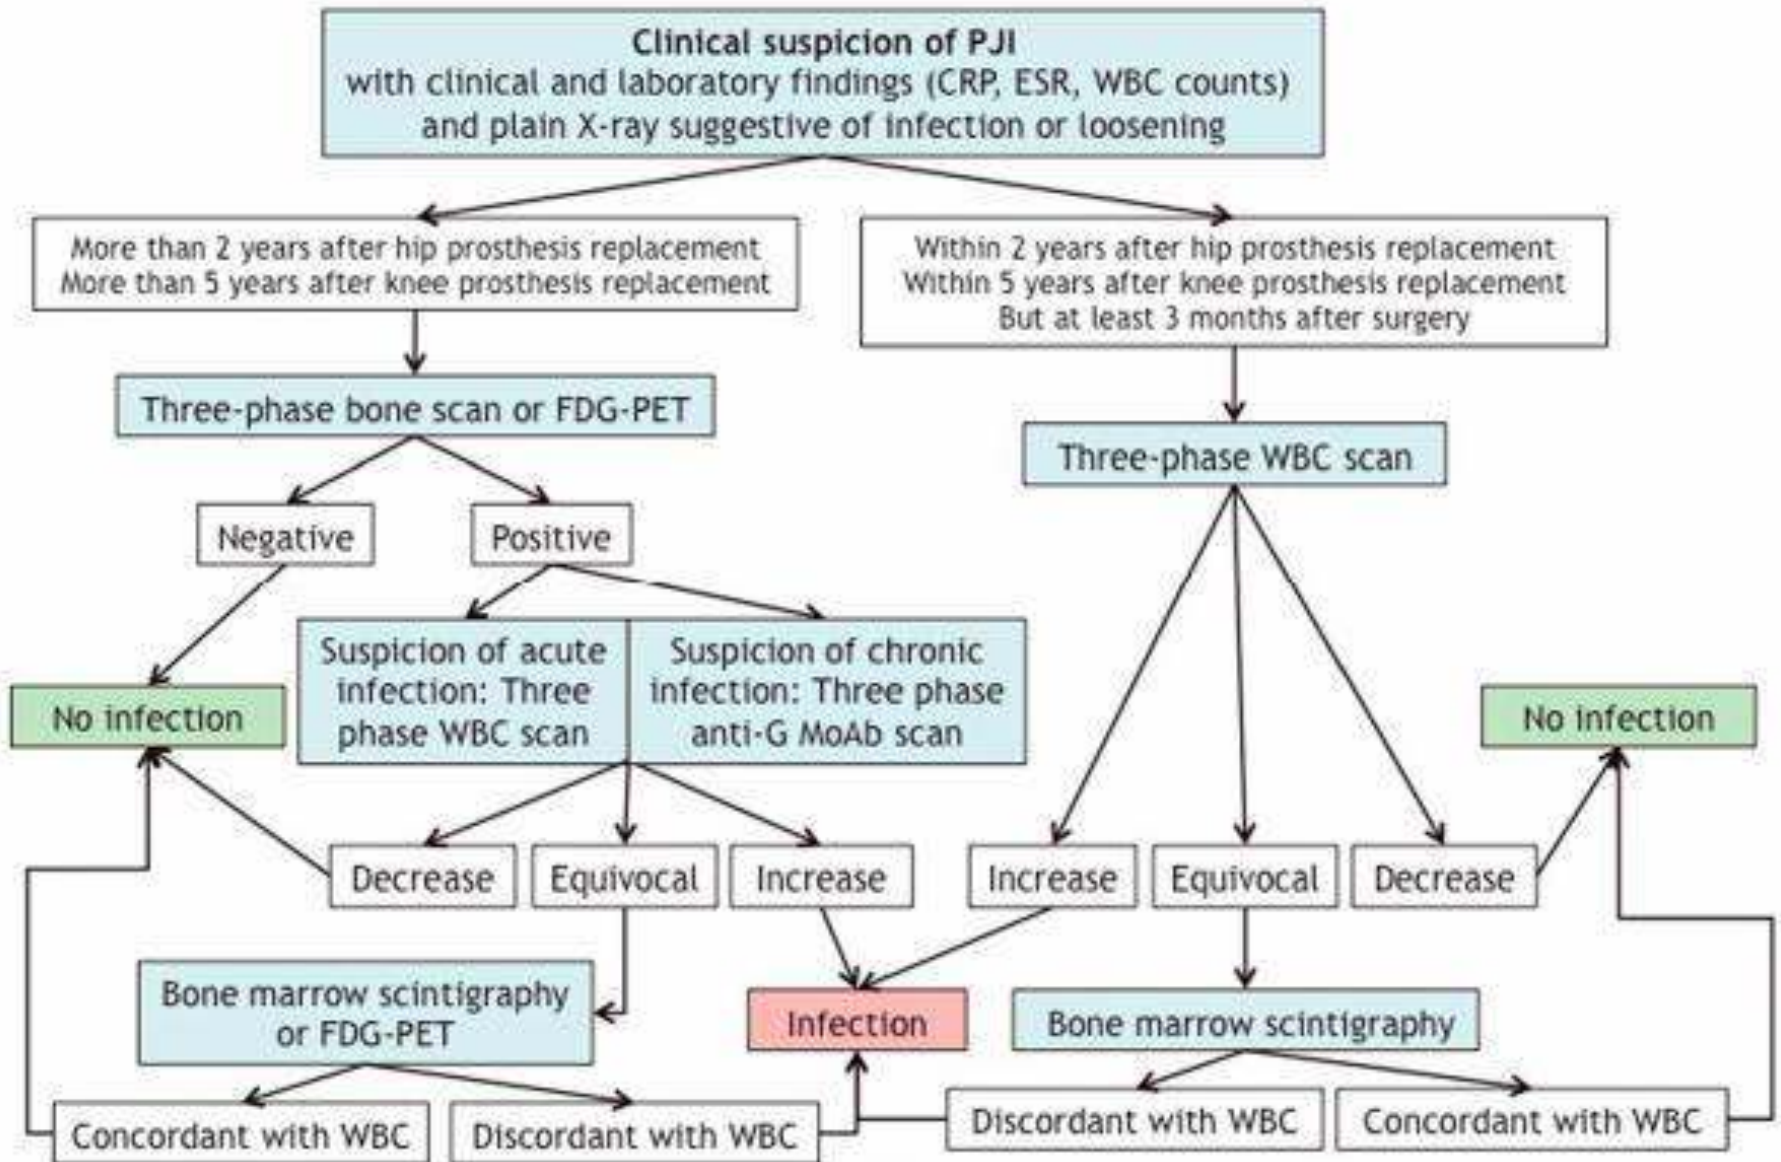 Clinical suspicion of PJI
with clinical and laboratory findings (CRP, ESR, WBC counts)
and plain X-ray suggestive of infection or loosening
More than 2 years after hip prosthesis replacement
More than 5 years after knee prosthesis replacement
Within 2 years after hip prosthesis replacement
Within 5 years after knee prosthesis replacement
But at least 3 months after surgery
Three-phase bone scan or FDG-PET
Three-phase WBC scan
Negative
Positive
Suspicion of acute
infection: Three
phase WBC scan
Suspicion of chronic
infection: Three phase
anti-G MoAb scan
No infection
No infection
Decrease
Equivocal
Increase
Increase
Equivocal
Decrease
Bone marrow scintigraphy
or FDG-PET
Infection
Bone marrow scintigraphy
Concordant with WBC
Discordant with WBC
Discordant with WBC
Concordant with WBC